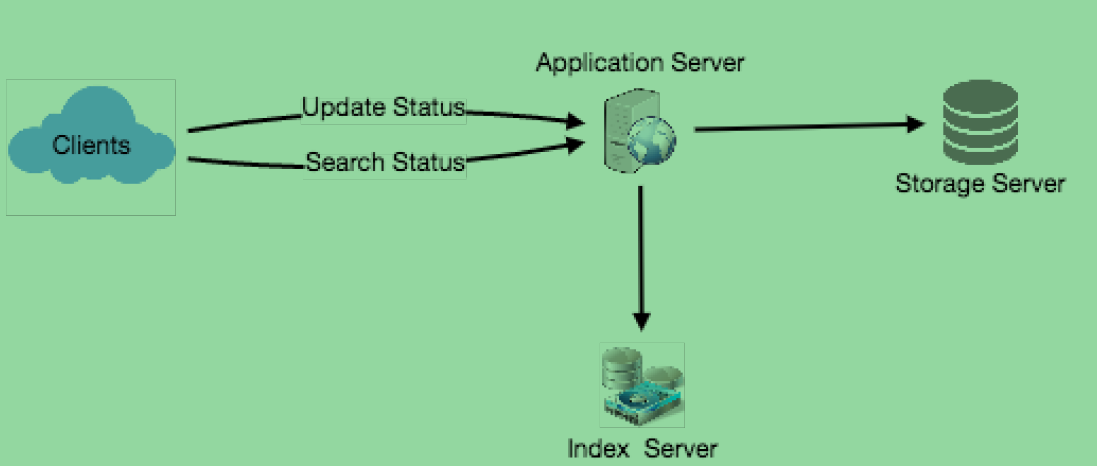 Application Server
Clients
Update Status
Search Status
Storage Server
Index Server